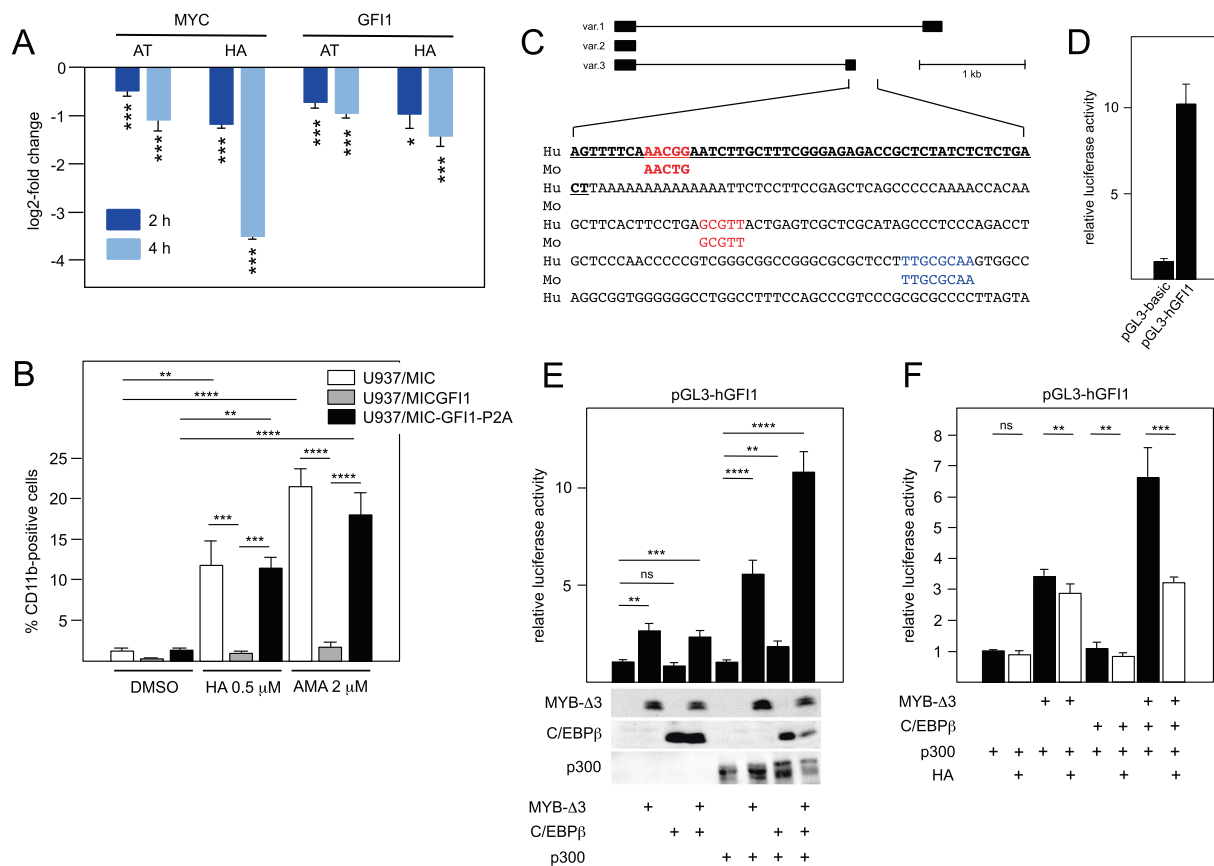 A
MYC GFI1
AT HA AT HA
0
-1
-2
-3
-4
log2-fold change
*** *** *** *** *** *** * ***
2 h
4 h
B
** **** ** ****
U937/MIC
U937/MICGFI1
U937/MIC-GFI1-P2A
25
20
15
10
5
% CD11b-positive cells
*** *** **** ****
DMSO HA 0.5 μM AMA 2 μM
C
var.1
var.2
var.3
1 kb
Hu AGTTTTCAAACGGAATCTTGCTTTCGGGAGAGACCGCTCTATCTCTCTGA
Mo AACTG
Hu CTTAAAAAAAAAAAAAATTCTCCTTCCGAGCTCAGCCCCCAAAACCACAA
Hu GCTTCACTTCCTGAGCGTTACTGAGTCGCTCGCATAGCCCTCCCAGACCT
Mo GCGTT
Hu GCTCCCAACCCCCGTCGGGCGGCCGGGCGCGCTCCTTTGCGCAAGTGGCC
Mo TTGCGCAA
Hu AGGCGGTGGGGGGCCTGGCCTTTCCAGCCCGTCCCGCGCGCCCCTTAGTA
D
10
5
relative luciferase activity
pGL3-basic
pGL3-hGFI1
E
pGL3-hGFI1
10
5
relative luciferase activity
** ns *** **** ** ****
MYB-Δ3
C/EBPβ
p300
MYB-Δ3 + + + +
C/EBPβ + + + +
p300 + + + +
F
pGL3-hGFI1
ns ** ** ***
8
7
6
5
4
3
2
1
relative luciferase activity
MYB-Δ3 + + + +
C/EBPβ + + + +
p300 + + + + + + + +
HA + + + +